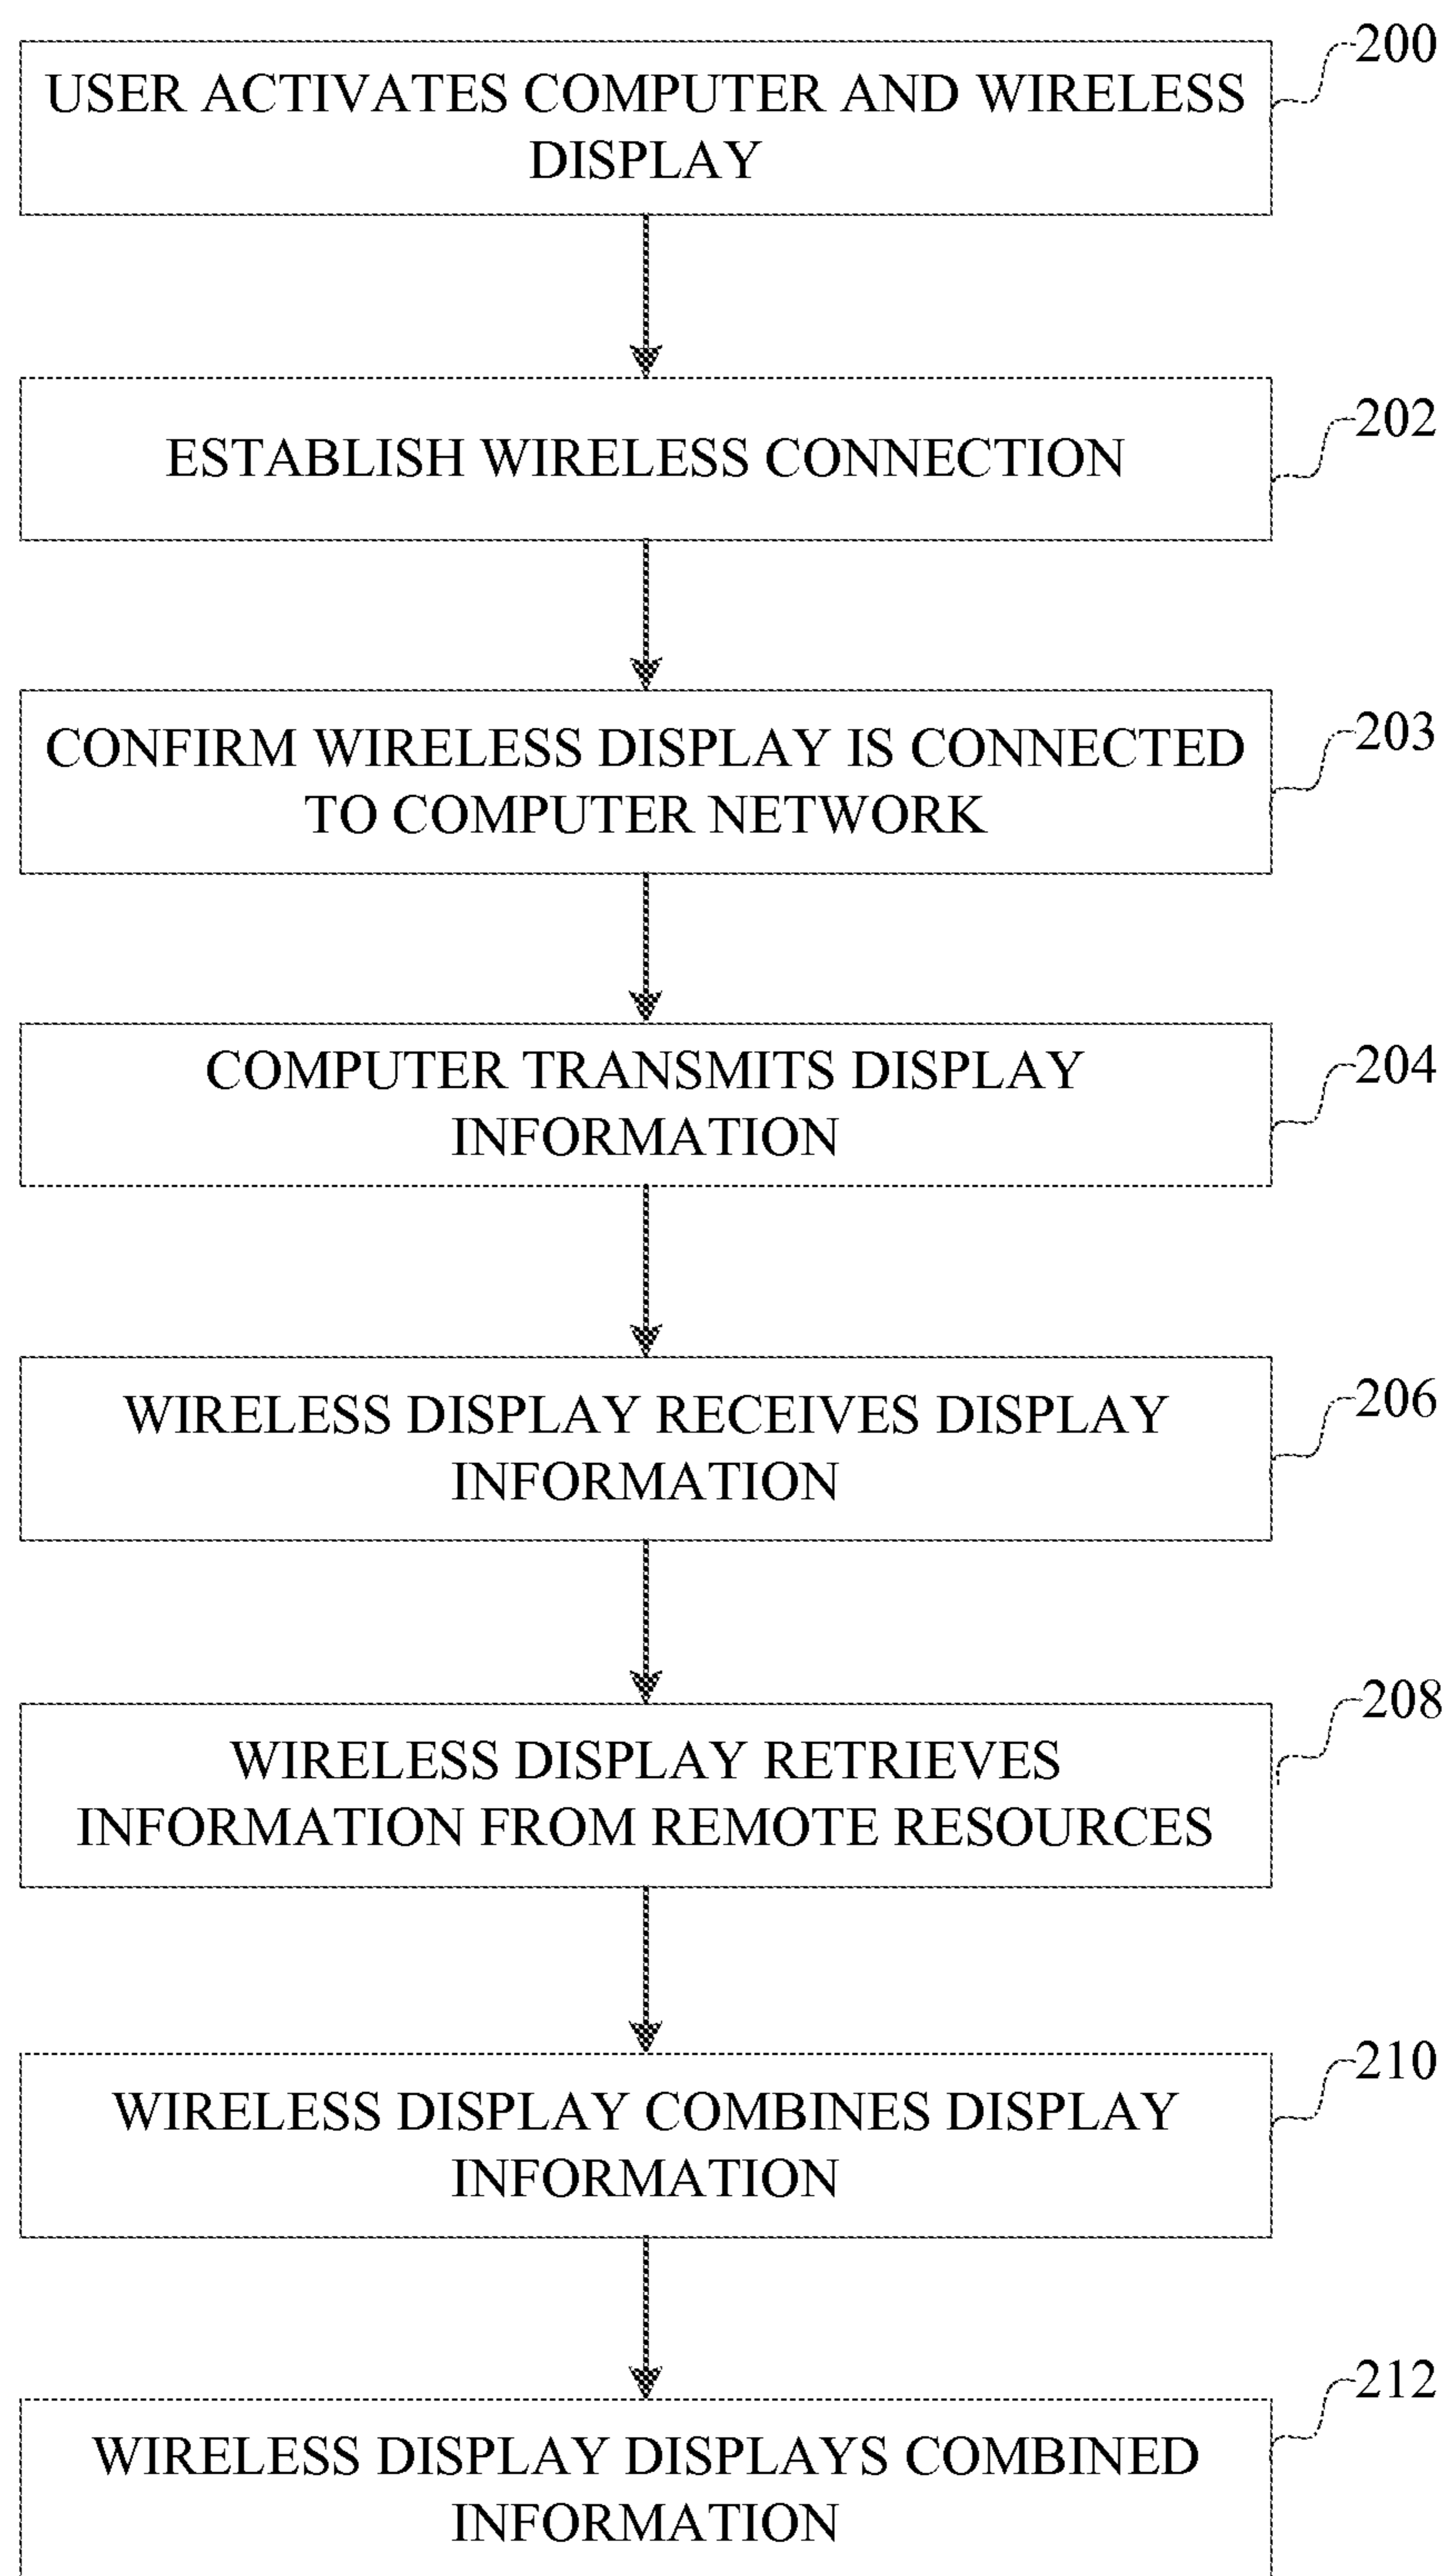 200
USER ACTIVATES COMPUTER AND WIRELESS
DISPLAY
202
ESTABLISH WIRELESS CONNECTION
203
CONFIRM WIRELESS DISPLAY IS CONNECTED
TO COMPUTER NETWORK
204
COMPUTER TRANSMITS DISPLAY
INFORMATION
206
WIRELESS DISPLAY RECEIVES DISPLAY
INFORMATION
208
WIRELESS DISPLAY RETRIEVES
INFORMATION FROM REMOTE RESOURCES
210
WIRELESS DISPLAY COMBINES DISPLAY
INFORMATION
212
WIRELESS DISPLAY DISPLAYS COMBINED
INFORMATION